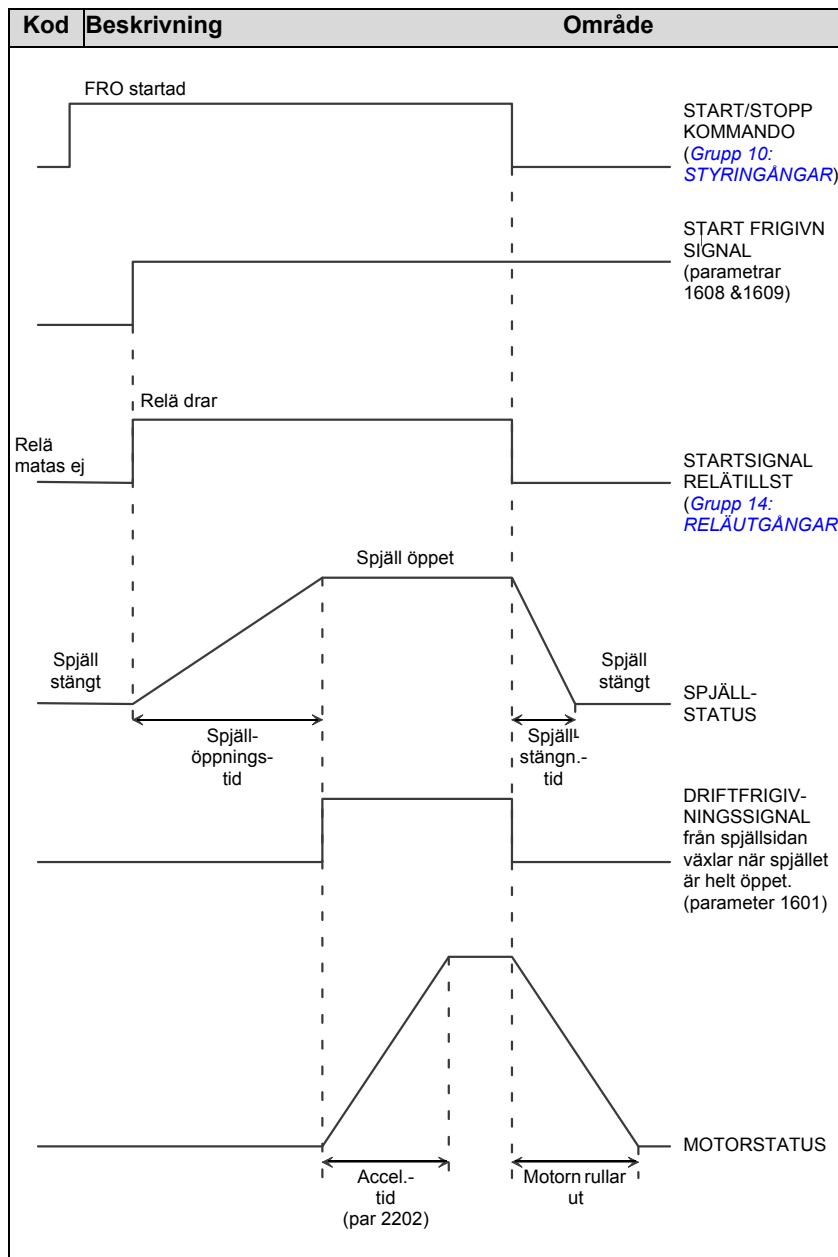 Kod Beskrivning Område
FRO startad
START/STOPP
KOMMANDO
(Grupp 10:
STYRINGÅNGAR)
START FRIGIVN
SIGNAL
(parametrar
1608 &1609)
Relä drar
Relä
matas ej
STARTSIGNAL
RELÄTILLST
(Grupp 14:
RELÄUTGÅNGAR
Spjäll öppet
Spjäll
stängt
Spjäll
stängt
SPJÄLL-
STATUS
Spjäll-
öppnings-
tid
Spjäll-
stängn.-
tid
DRIFTFRIGIV-
NINGSSIGNAL
från spjällsidan
växlar när spjället
är helt öppet.
(parameter 1601)
MOTORSTATUS
Accel.-
tid
(par 2202)
Motorn rullar
ut